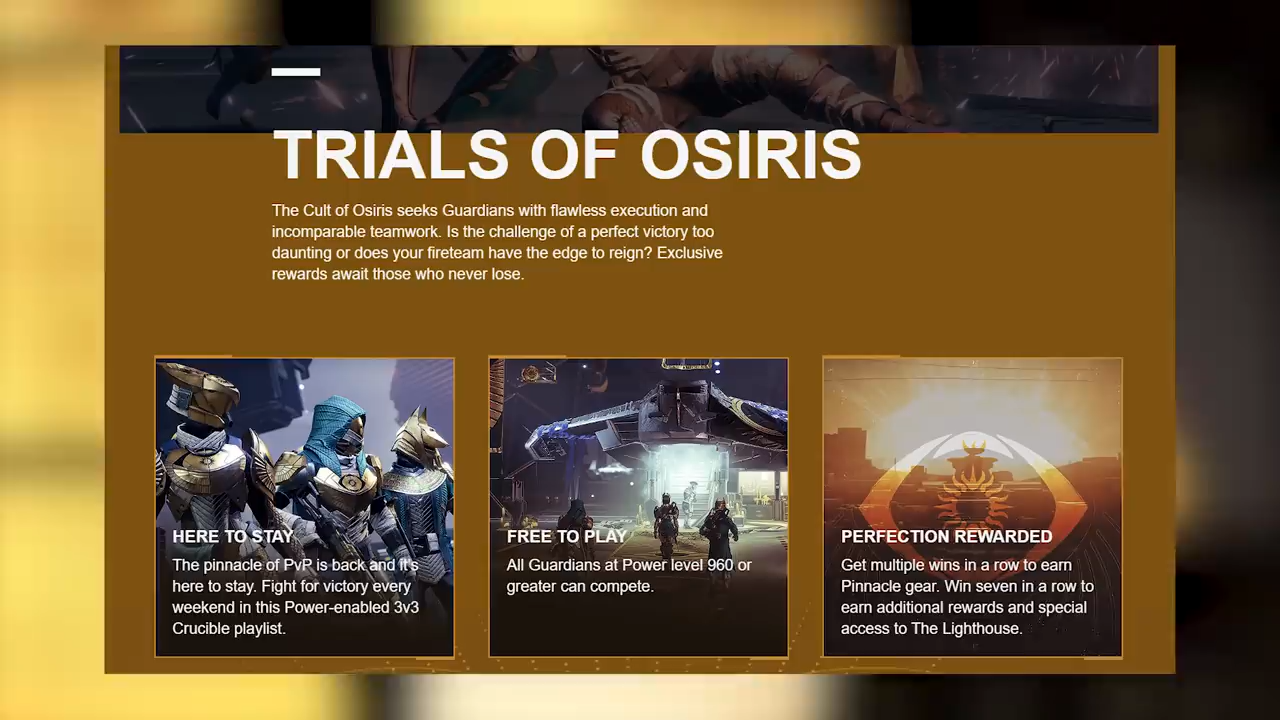 TRIALS OF OSIRIS
The Cult of Osiris seeks Guardians with flawless execution and
incomparable teamwork. Is the challenge of a perfect victory too
daunting or does your fireteam have the edge to reign? Exclusive
rewards await those who never lose.
HERE TO STAY
The pinnacle of PvP is back and it's
here to stay. Fight for victory every
weekend in this Power-enabled 3v3
Crucible playlist.
FREE TO PLAY
All Guardians at Power level 960 or
greater can compete.
PERFECTION REWARDED
Get multiple wins in a row to earn
Pinnacle gear. Win seven in a row to
earn additional rewards and special
access to The Lighthouse.